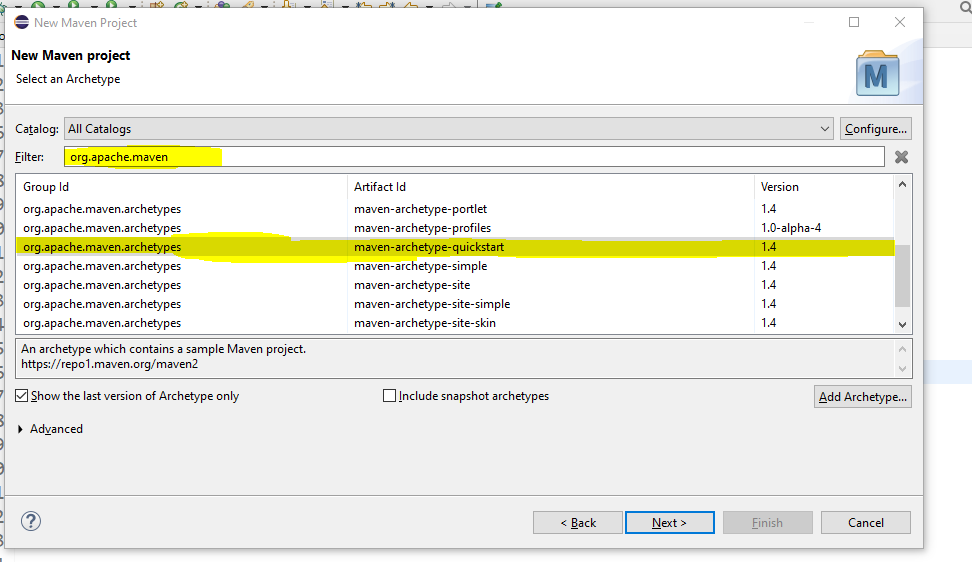 New Maven Project
New Maven project
Select an Archetype
M
Catalog: All Catalogs Configure...
Filter: org.apache.maven
Group Id Artifact Id Version
org.apache.maven.archetypes maven-archetype-portlet 1.4
org.apache.maven.archetypes maven-archetype-profiles 1.0-alpha-4
org.apache.maven.archetypes maven-archetype-quickstart 1.4
org.apache.maven.archetypes maven-archetype-simple 1.4
org.apache.maven.archetypes maven-archetype-site 1.4
org.apache.maven.archetypes maven-archetype-site-simple 1.4
org.apache.maven.archetypes maven-archetype-site-skin 1.4
An archetype which contains a sample Maven project.
https://repo1.maven.org/maven2
Show the last version of Archetype only Include snapshot archetypes Add Archetype...
Advanced
? < Back Next > Finish Cancel